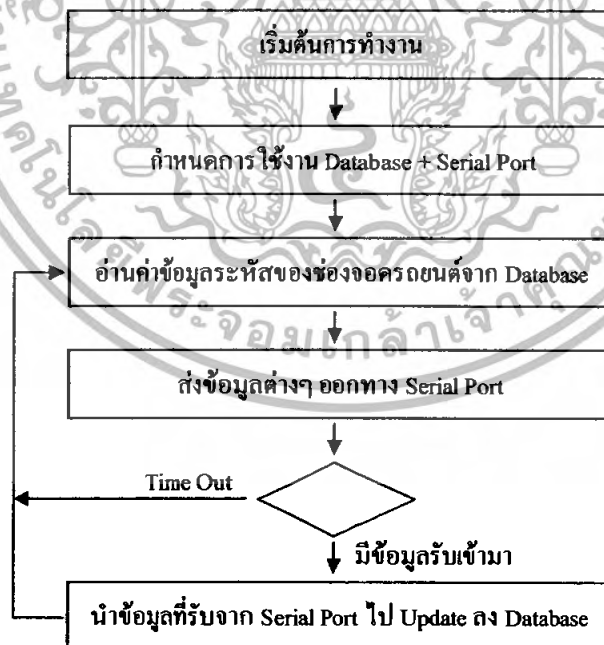 เริ่มต้นการทำงาน
กำหนดการใช้งาน Database + Serial Port
อ่านค่าข้อมูลระหัสของช่องจอดรถยนต์จาก Database
ส่งข้อมูลต่างๆ ออกทาง Serial Port
Time Out
มีข้อมูลรับเข้ามา
นำข้อมูลที่รับจาก Serial Port ไป Update ลง Database